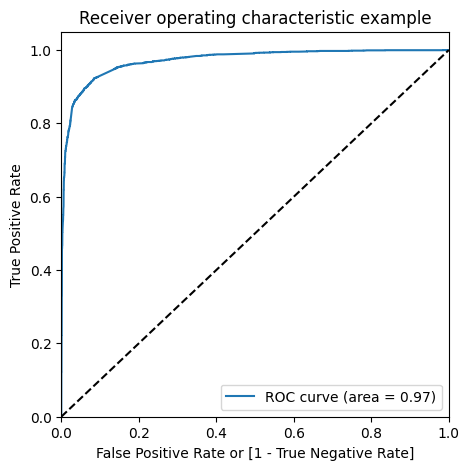 Receiver operating characteristic example
True Positive Rate
1.0
0.8
0.6
0.4
0.2
0.0
ROC curve (area = 0.97)
0.0 0.2 0.4 0.6 0.8 1.0
False Positive Rate or [1 - True Negative Rate]